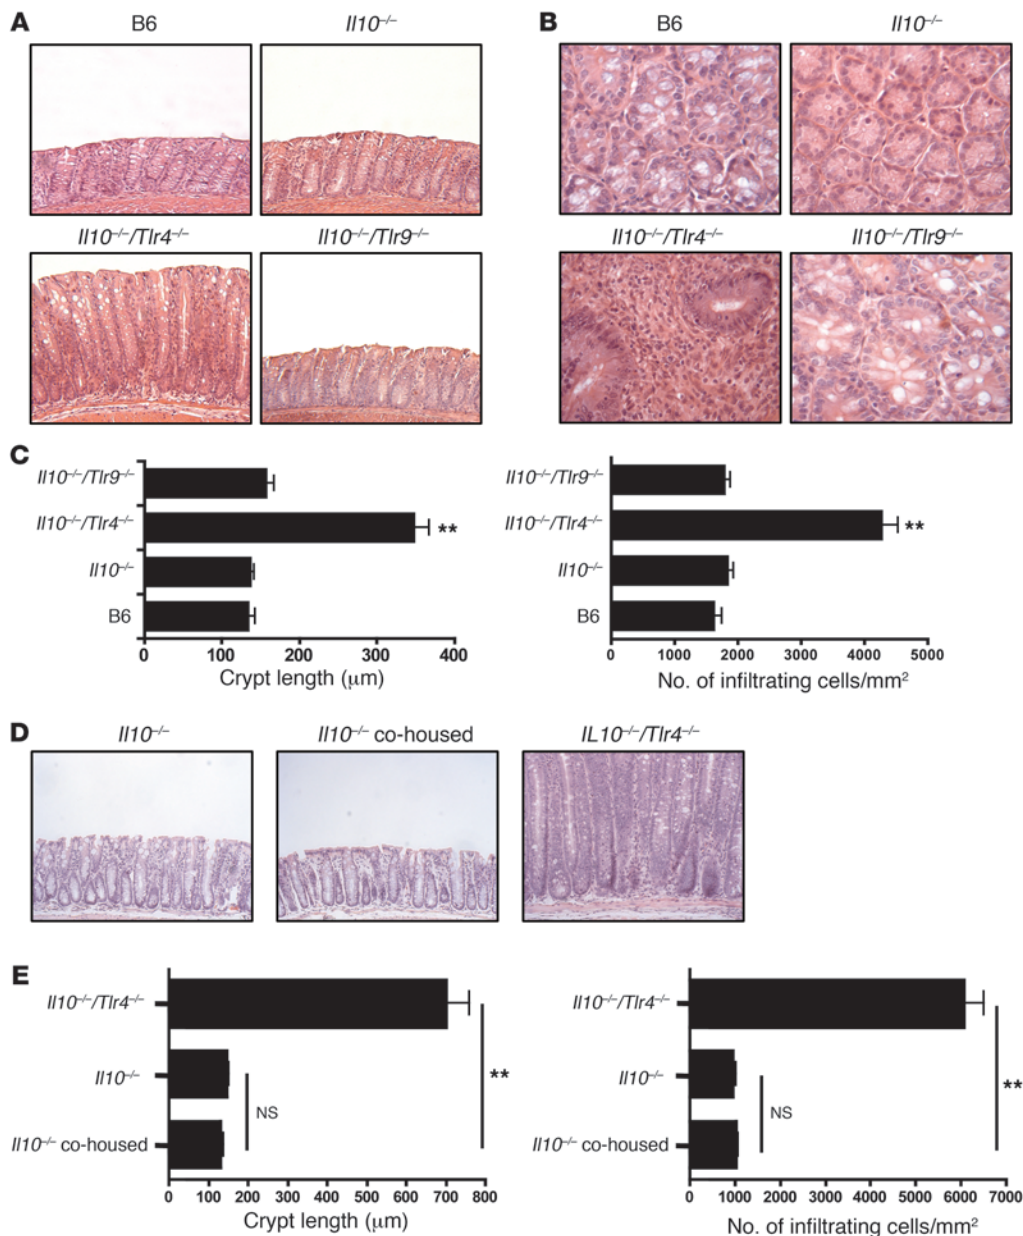 A
B6
Il10–/–
Il10–/–/Tlr4–/–
Il10–/–/Tlr9–/–
B
B6
Il10–/–
Il10–/–/Tlr4–/–
Il10–/–/Tlr9–/–
C
Il10–/–/Tlr9–/–
Il10–/–/Tlr4–/–
**
Il10–/–
B6
0 100 200 300 400
Crypt length (μm)
Il10–/–/Tlr9–/–
Il10–/–/Tlr4–/–
**
Il10–/–
B6
0 1000 2000 3000 4000 5000
No. of infiltrating cells/mm²
D
Il10–/–
Il10–/– co-housed
IL10–/–/Tlr4–/–
E
Il10–/–/Tlr4–/–
Il10–/–
**
NS
Il10–/– co-housed
0 100 200 300 400 500 600 700 800
Crypt length (μm)
Il10–/–/Tlr4–/–
Il10–/–
**
NS
Il10–/– co-housed
0 1000 2000 3000 4000 5000 6000 7000
No. of infiltrating cells/mm²